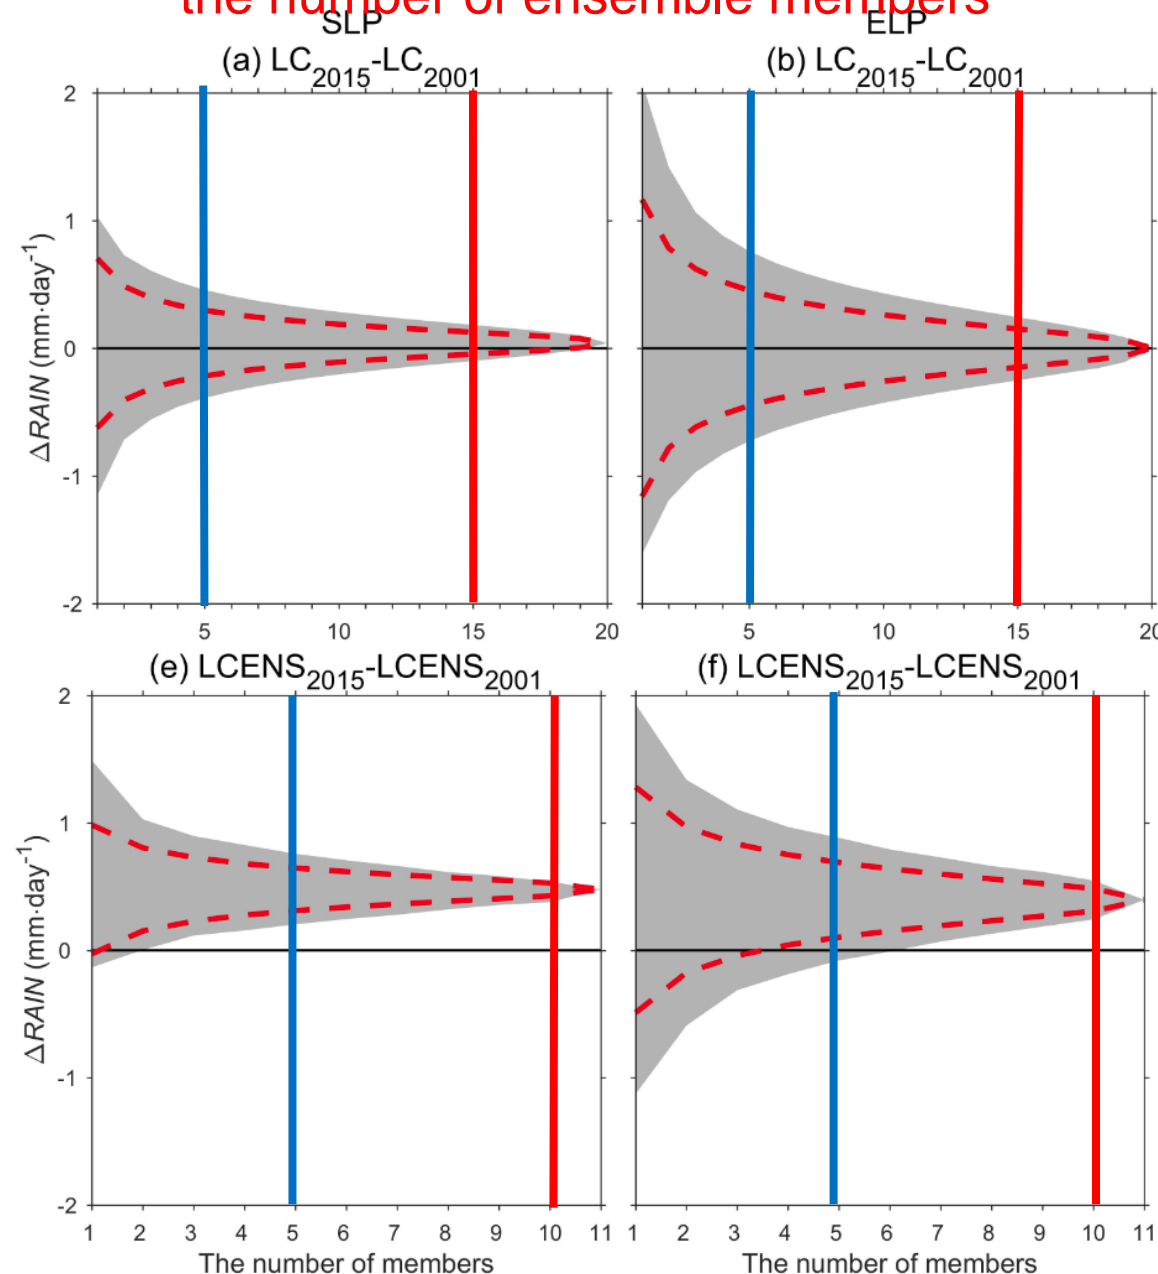 the number of ensemble members
SLP
ELP
(a) LC2015-LC2001
(b) LC2015-LC2001
2
1
0
-1
-2
ΔRAIN (mm·day-1)
5 10 15 20
5 10 15 20
(e) LCENS2015-LCENS2001
(f) LCENS2015-LCENS2001
2
1
0
-1
-2
ΔRAIN (mm·day-1)
1 2 3 4 5 6 7 8 9 10 11
1 2 3 4 5 6 7 8 9 10 11
The number of members
The number of members